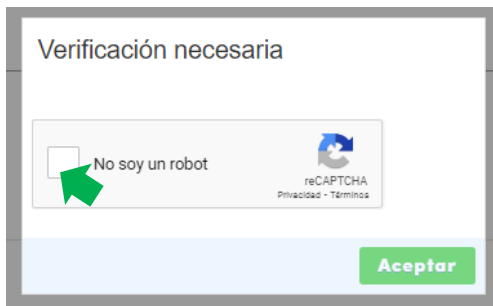 Verificación necesaria
No soy un robot
reCAPTCHA
Privacidad - Términos
Aceptar